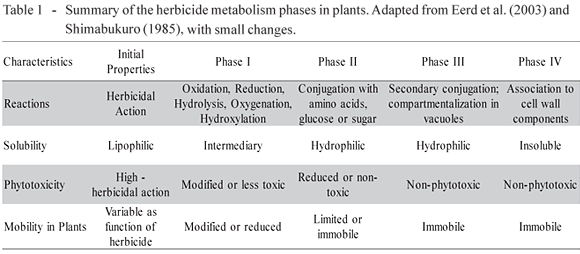 Table 1 - Summary of the herbicide metabolism phases in plants. Adapted from Eerd et al. (2003) and
Shimabukuro (1985), with small changes.
Characteristics Initial Properties Phase I Phase II Phase III Phase IV
Reactions Herbicidal Action Oxidation, Reduction, Hydrolysis, Oxygenation, Hydroxylation Conjugation with amino acids, glucose or sugar Secondary conjugation; compartmentalization in vacuoles Association to cell wall components
Solubility Lipophilic Intermediary Hydrophilic Hydrophilic Insoluble
Phytotoxicity High - herbicidal action Modified or less toxic Reduced or non-toxic Non-phytotoxic Non-phytotoxic
Mobility in Plants Variable as function of herbicide Modified or reduced Limited or immobile Immobile Immobile